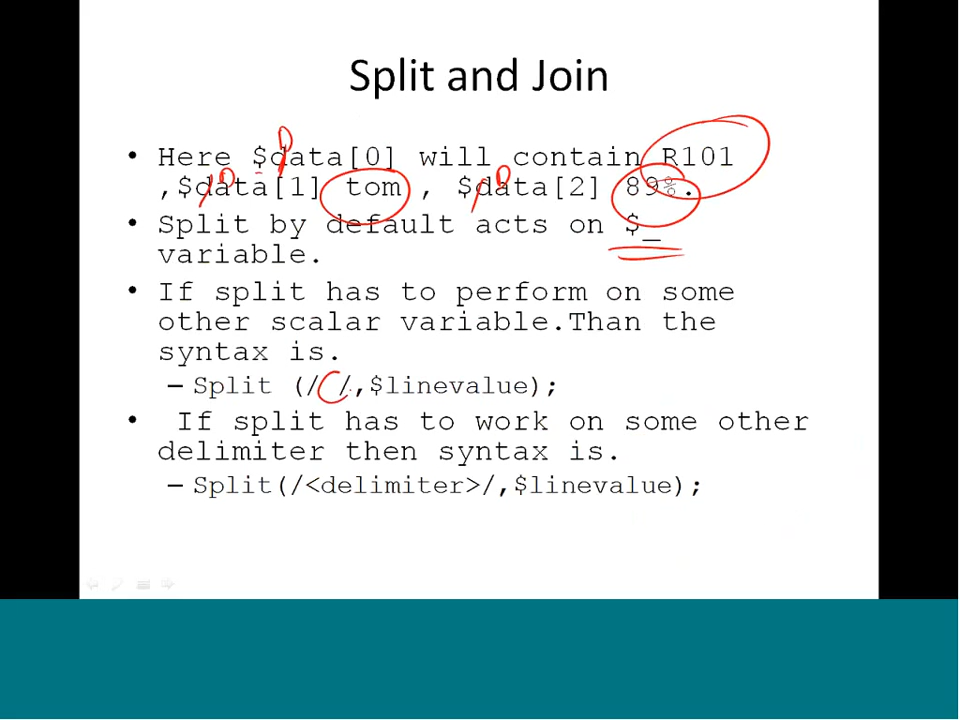 Split and Join
• Here $data[0] will contain R101
,$data[1] tom , $data[2] 89%.
• Split by default acts on $_
variable.
• If split has to perform on some
other scalar variable.Than the
syntax is.
– Split (/ /,$linevalue);
• If split has to work on some other
delimiter then syntax is.
– Split(/<delimiter>/,$linevalue);